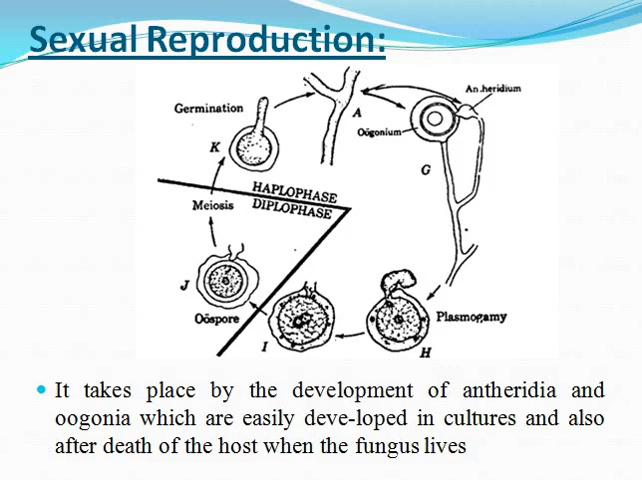 Sexual Reproduction:
Germination
An.heridium
A
Oögonium
K
G
HAPLOPHASE
DIPLOPHASE
Meiosis
J
Oöspore
I
H
Plasmogamy
It takes place by the development of antheridia and
oogonia which are easily deve-loped in cultures and also
after death of the host when the fungus lives